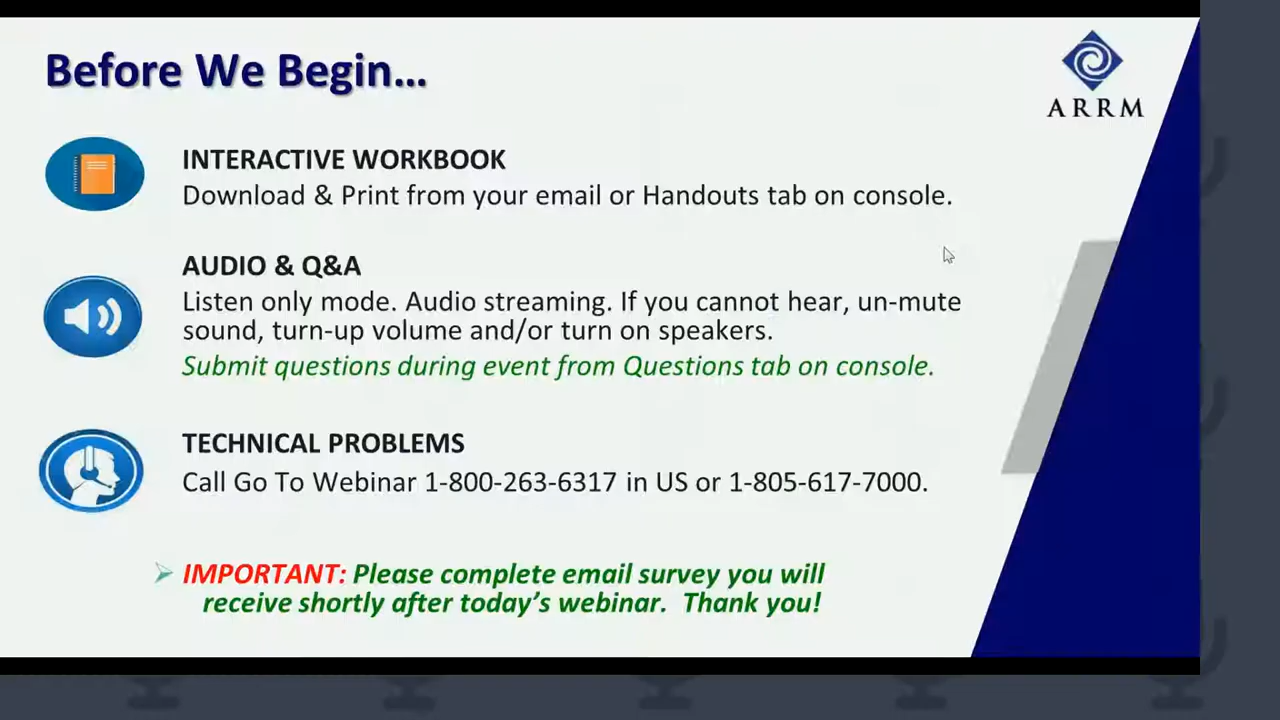 Before We Begin...
ARRM
INTERACTIVE WORKBOOK
Download & Print from your email or Handouts tab on console.
AUDIO & Q&A
Listen only mode. Audio streaming. If you cannot hear, un-mute
sound, turn-up volume and/or turn on speakers.
Submit questions during event from Questions tab on console.
TECHNICAL PROBLEMS
Call Go To Webinar 1-800-263-6317 in US or 1-805-617-7000.
IMPORTANT: Please complete email survey you will
receive shortly after today's webinar. Thank you!